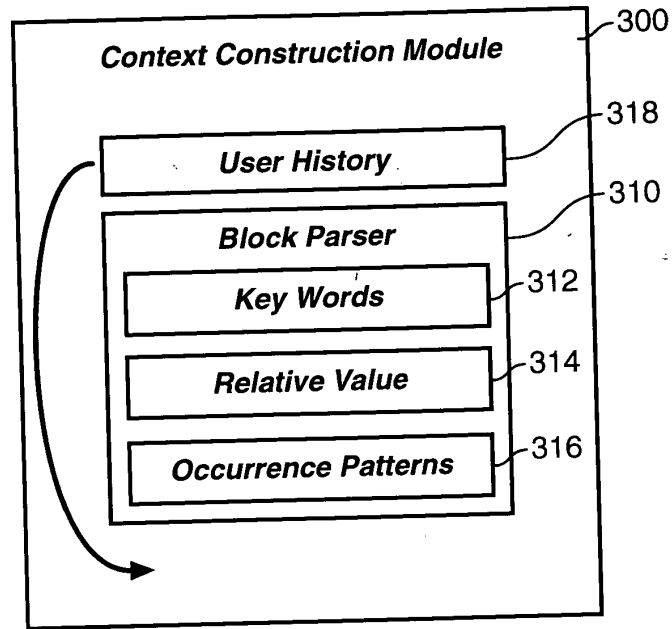 300
Context Construction Module
318
User History
310
Block Parser
Key Words
312
Relative Value
314
Occurrence Patterns
316